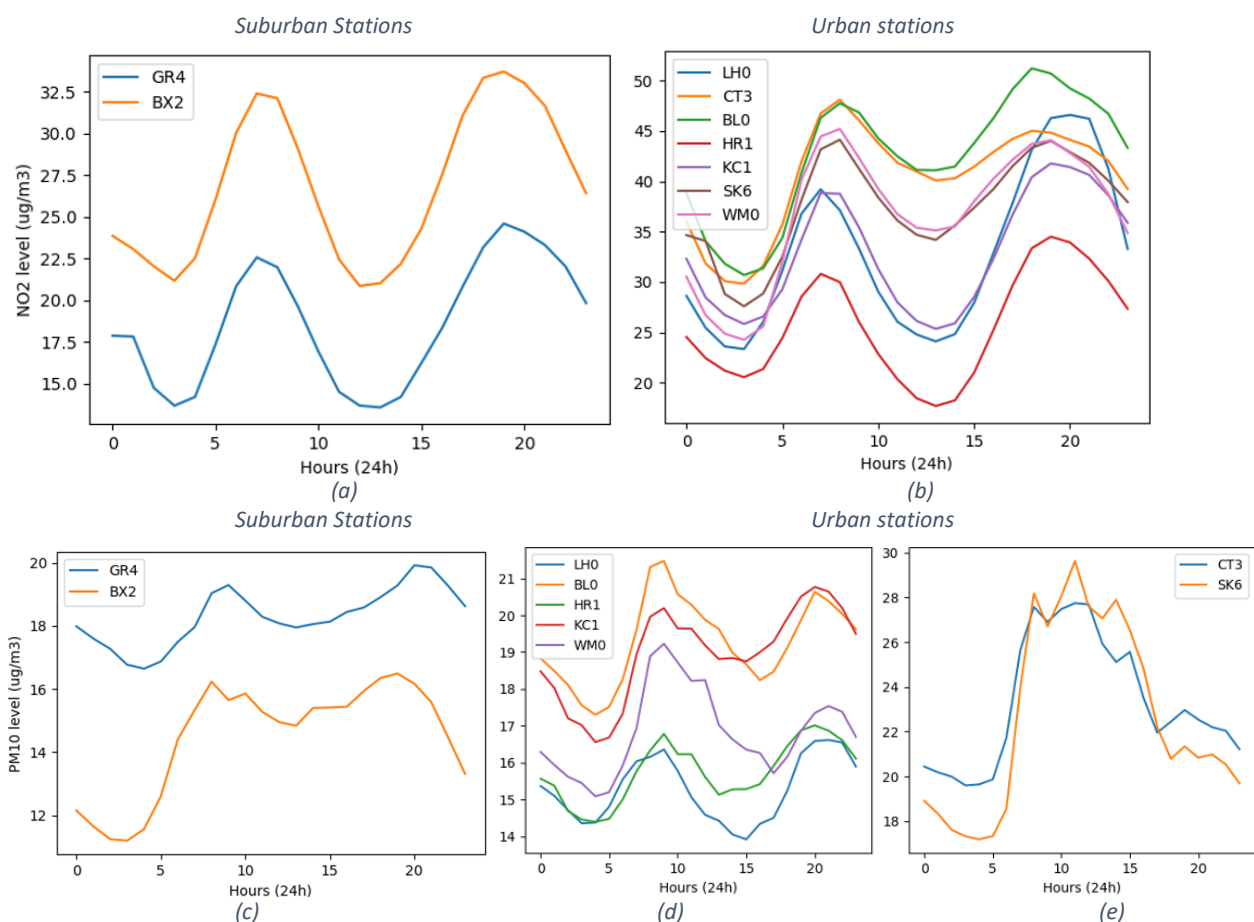 Suburban Stations
Urban stations
GR4
BX2
NO2 level (ug/m3)
32.5
30.0
27.5
25.0
22.5
20.0
17.5
15.0
0
5
10
15
20
Hours (24h)
(a)
LH0
CT3
BL0
HR1
KC1
SK6
WM0
50
45
40
35
30
25
20
0
5
10
15
20
Hours (24h)
(b)
Suburban Stations
Urban stations
GR4
BX2
PM10 level (ug/m3)
20
18
16
14
12
0
5
10
15
20
Hours (24h)
(c)
LH0
BL0
HR1
KC1
WM0
21
20
19
18
17
16
15
14
0
5
10
15
20
Hours (24h)
(d)
CT3
SK6
30
28
26
24
22
20
18
0
5
10
15
20
Hours (24h)
(e)